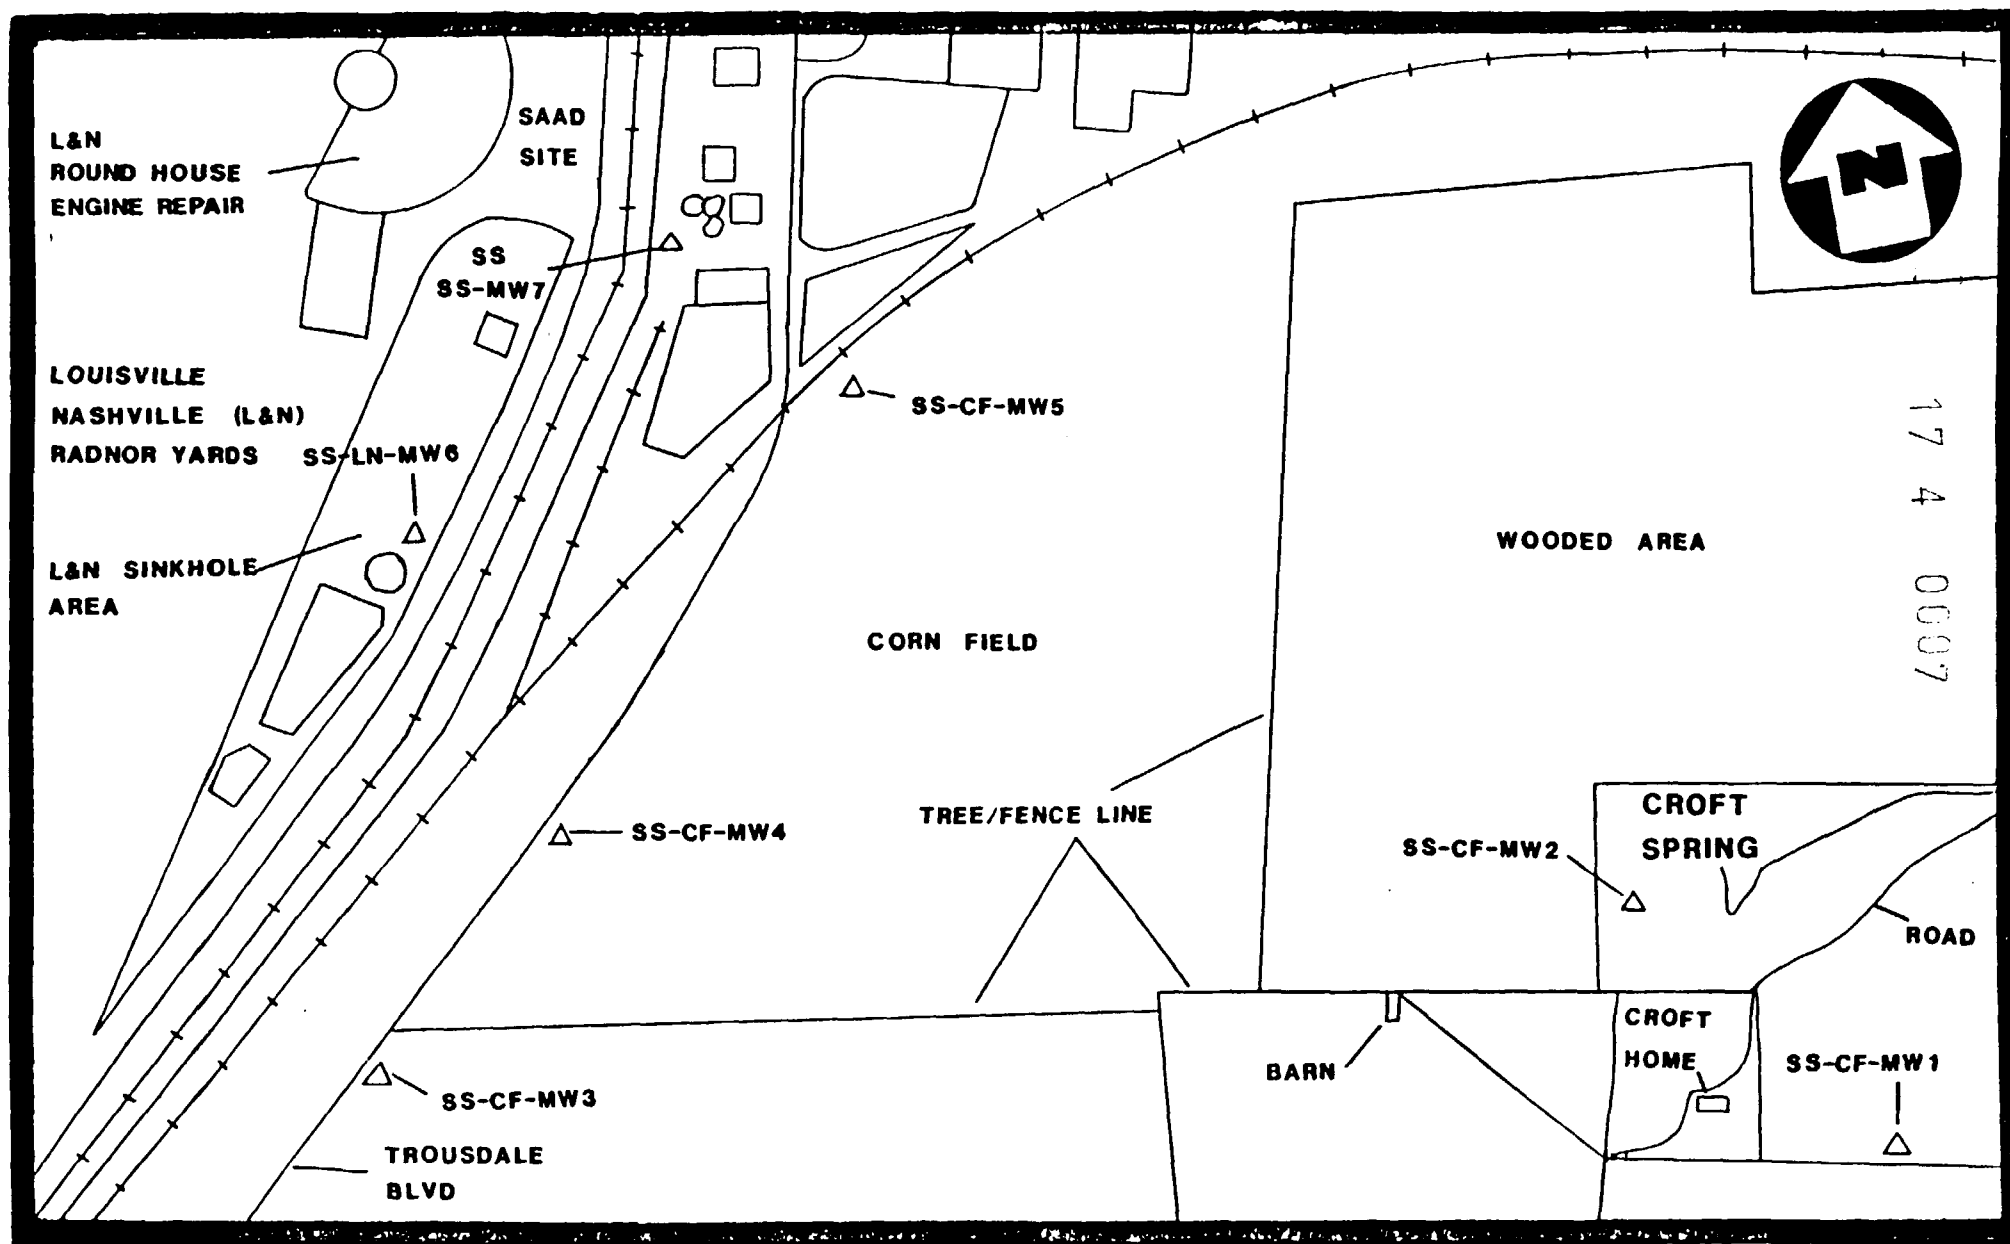 L&N
ROUND HOUSE
ENGINE REPAIR
SAAD
SITE
N
SS
SS-MW7
LOUISVILLE
NASHVILLE (L&N)
RADNOR YARDS
SS-LN-MW6
SS-CF-MW5
17 4 0007
L&N SINKHOLE
AREA
WOODED AREA
CORN FIELD
TREE/FENCE LINE
SS-CF-MW4
CROFT
SPRING
SS-CF-MW2
ROAD
CROFT
HOME
BARN
SS-CF-MW1
SS-CF-MW3
TROUSDALE
BLVD